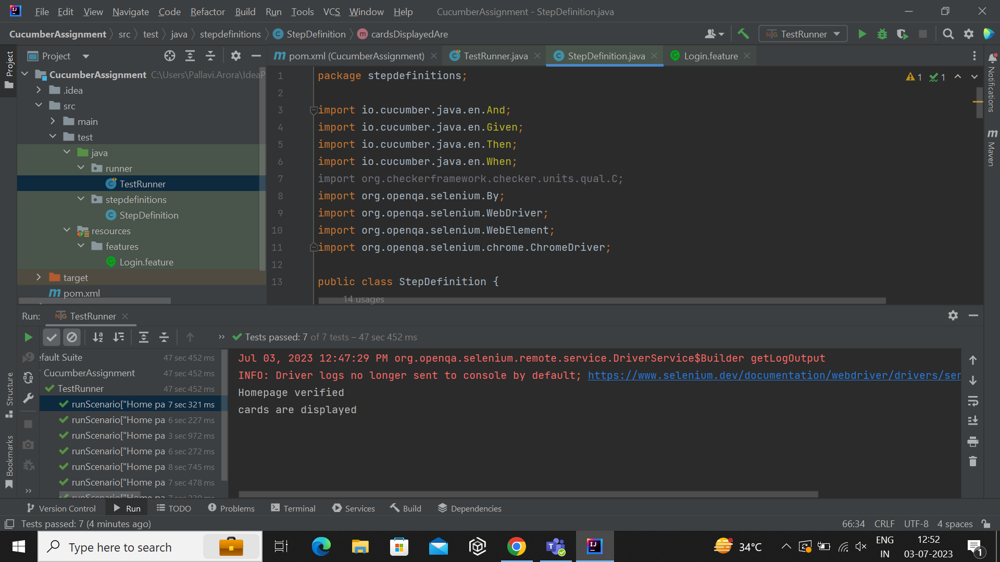 File Edit View Navigate Code Refactor Build Run Tools VCS Window Help CucumberAssignment - StepDefinition.java
CucumberAssignment src test java stepdefinitions StepDefinition cardsDisplayedAre TestRunner
Project
pom.xml (CucumberAssignment) TestRunner.java StepDefinition.java Login.feature
Project
CucumberAssignment C:\Users\Pallavi.Arora\IdeaP
.idea
src
main
test
java
runner
TestRunner
stepdefinitions
StepDefinition
resources
features
Login.feature
target
pom.xml
1 package stepdefinitions;
2
3 import io.cucumber.java.en.And;
4 import io.cucumber.java.en.Given;
5 import io.cucumber.java.en.Then;
6 import io.cucumber.java.en.When;
7 import org.checkerframework.checker.units.qual.C;
8 import org.openqa.selenium.By;
9 import org.openqa.selenium.WebDriver;
10 import org.openqa.selenium.WebElement;
11 import org.openqa.selenium.chrome.ChromeDriver;
12
13 public class StepDefinition {
14 usages
1 1
Notifications
Maven
Run: TestRunner
Tests passed: 7 of 7 tests – 47 sec 452 ms
efault Suite 47 sec 452 ms
CucumberAssignment 47 sec 452 ms
TestRunner 47 sec 452 ms
runScenario["Home pa 7 sec 321 ms
runScenario["Home pa 6 sec 227 ms
runScenario["Home pa 3 sec 972 ms
runScenario["Home pa 6 sec 272 ms
runScenario["Home pa 8 sec 745 ms
runScenario["Home pa 7 sec 478 ms
runScenario["Home pa
Jul 03, 2023 12:47:29 PM org.openqa.selenium.remote.service.DriverService$Builder getLogOutput
INFO: Driver logs no longer sent to console by default; https://www.selenium.dev/documentation/webdriver/drivers/ser
Homepage verified
cards are displayed
Structure
Bookmarks
Version Control Run TODO Problems Terminal Services Build Dependencies
Tests passed: 7 (4 minutes ago) 66:34 CRLF UTF-8 4 spaces
Type here to search
34°C
ENG
IN
12:52
03-07-2023
1